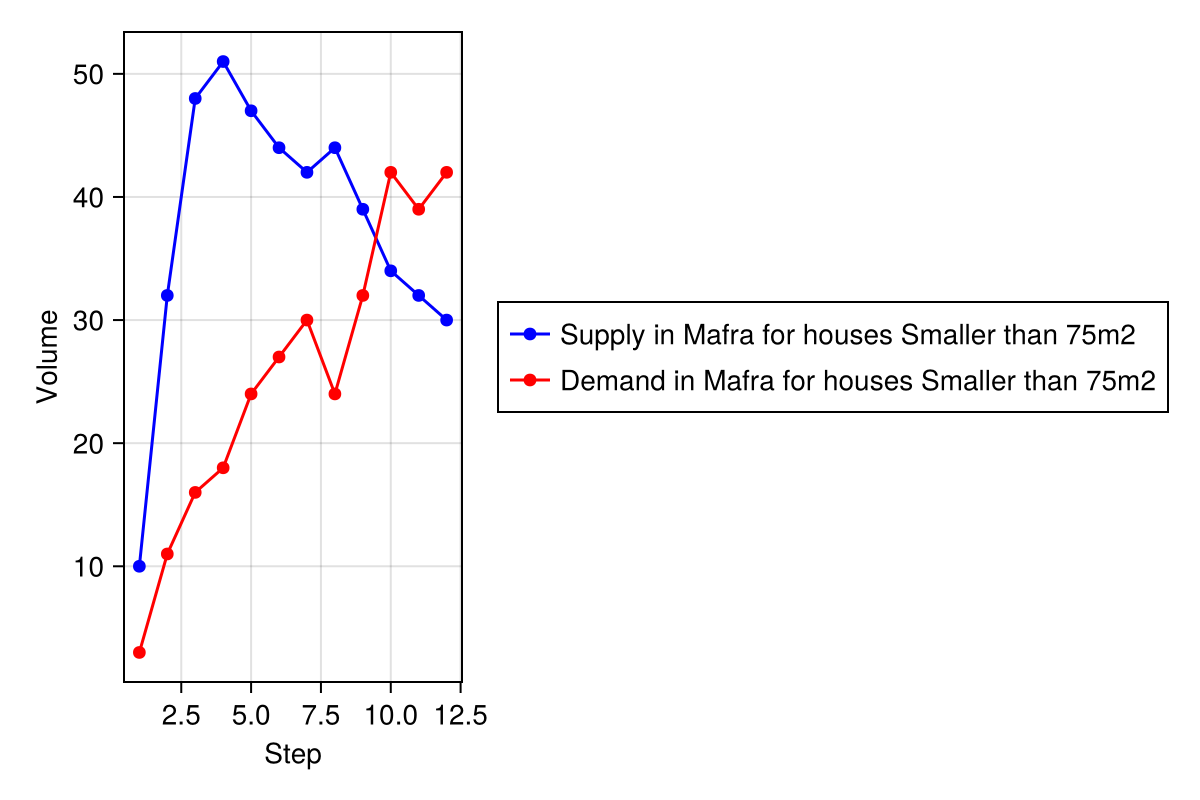 50
40
30
20
10
Volume
2.5 5.0 7.5 10.0 12.5
Step
Supply in Mafra for houses Smaller than 75m2
Demand in Mafra for houses Smaller than 75m2